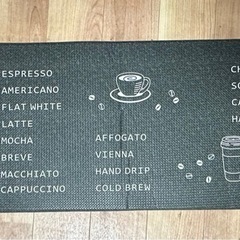 ESPRESSO
AMERICANO
FLAT WHITE
LATTE
MOCHA
BREVE
MACCHIATO
CAPPUCCINO
AFFOGATO
VIENNA
HAND DRIP
COLD BREW